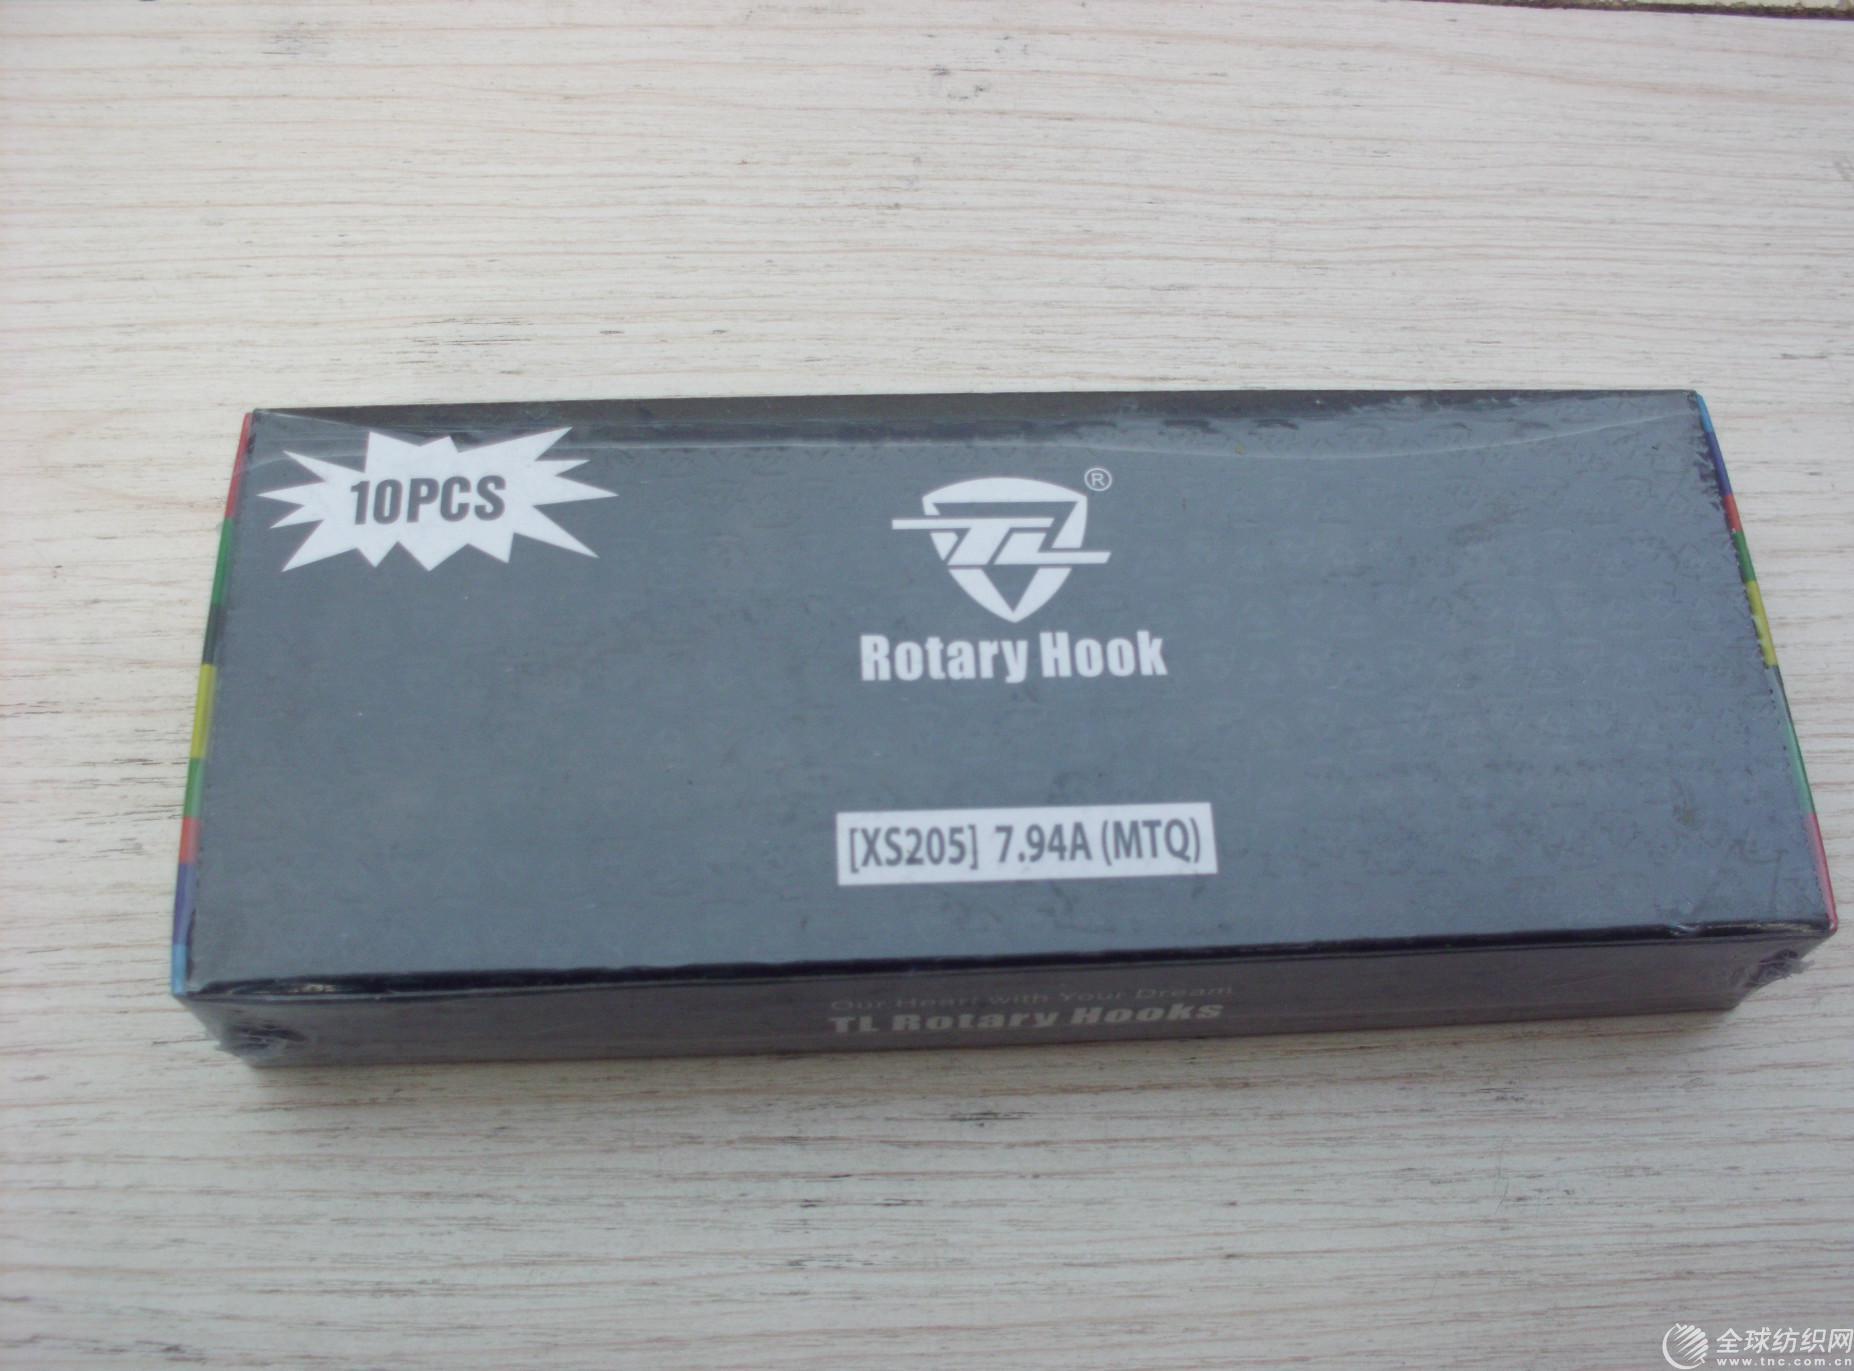 10PCS
TL®
Rotary Hook
[XS205] 7.94A (MTQ)
Our Heart with Your Dream
TL Rotary Hooks
全球纺织网
www.tnc.com.cn